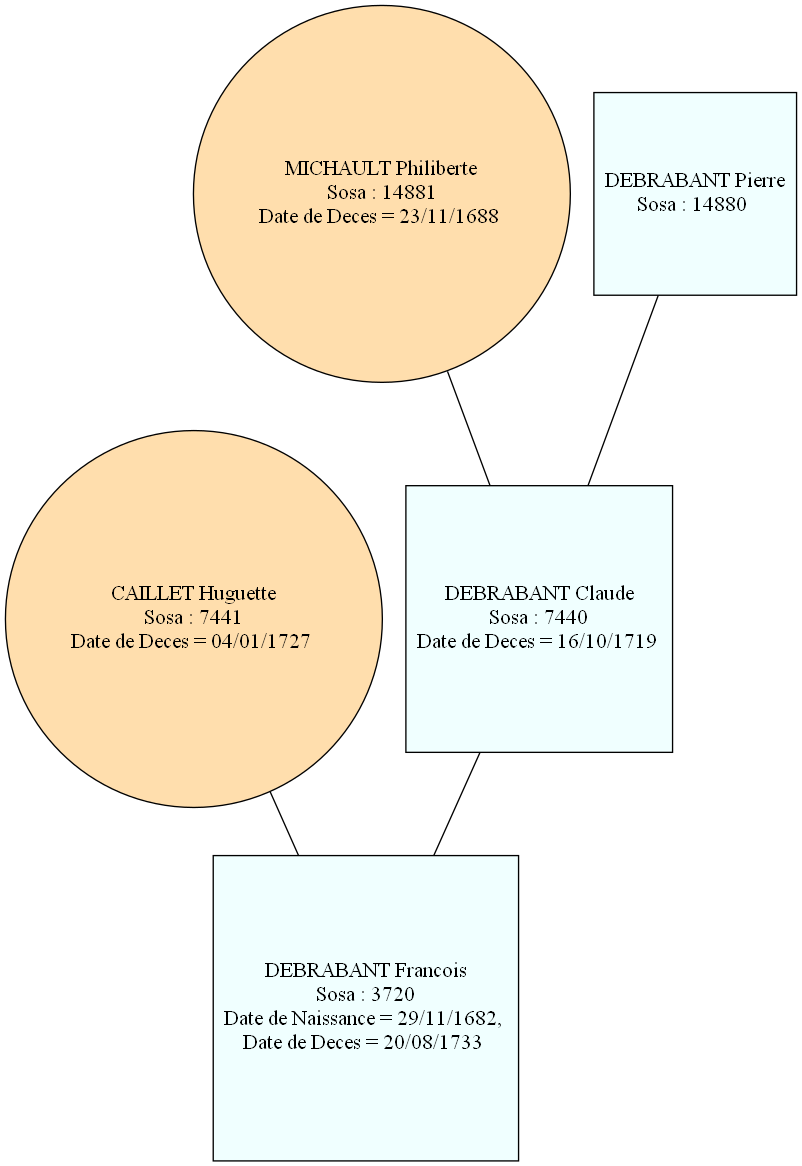 MICHAULT Philiberte
Sosa : 14881
Date de Deces = 23/11/1688
DEBRABANT Pierre
Sosa : 14880
CAILLET Huguette
Sosa : 7441
Date de Deces = 04/01/1727
DEBRABANT Claude
Sosa : 7440
Date de Deces = 16/10/1719
DEBRABANT Francois
Sosa : 3720
Date de Naissance = 29/11/1682,
Date de Deces = 20/08/1733